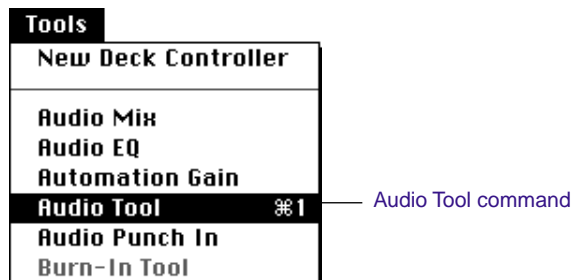 Tools
New Deck Controller
Audio Mix
Audio EQ
Automation Gain
Audio Tool ⌘1 Audio Tool command
Audio Punch In
Burn-In Tool